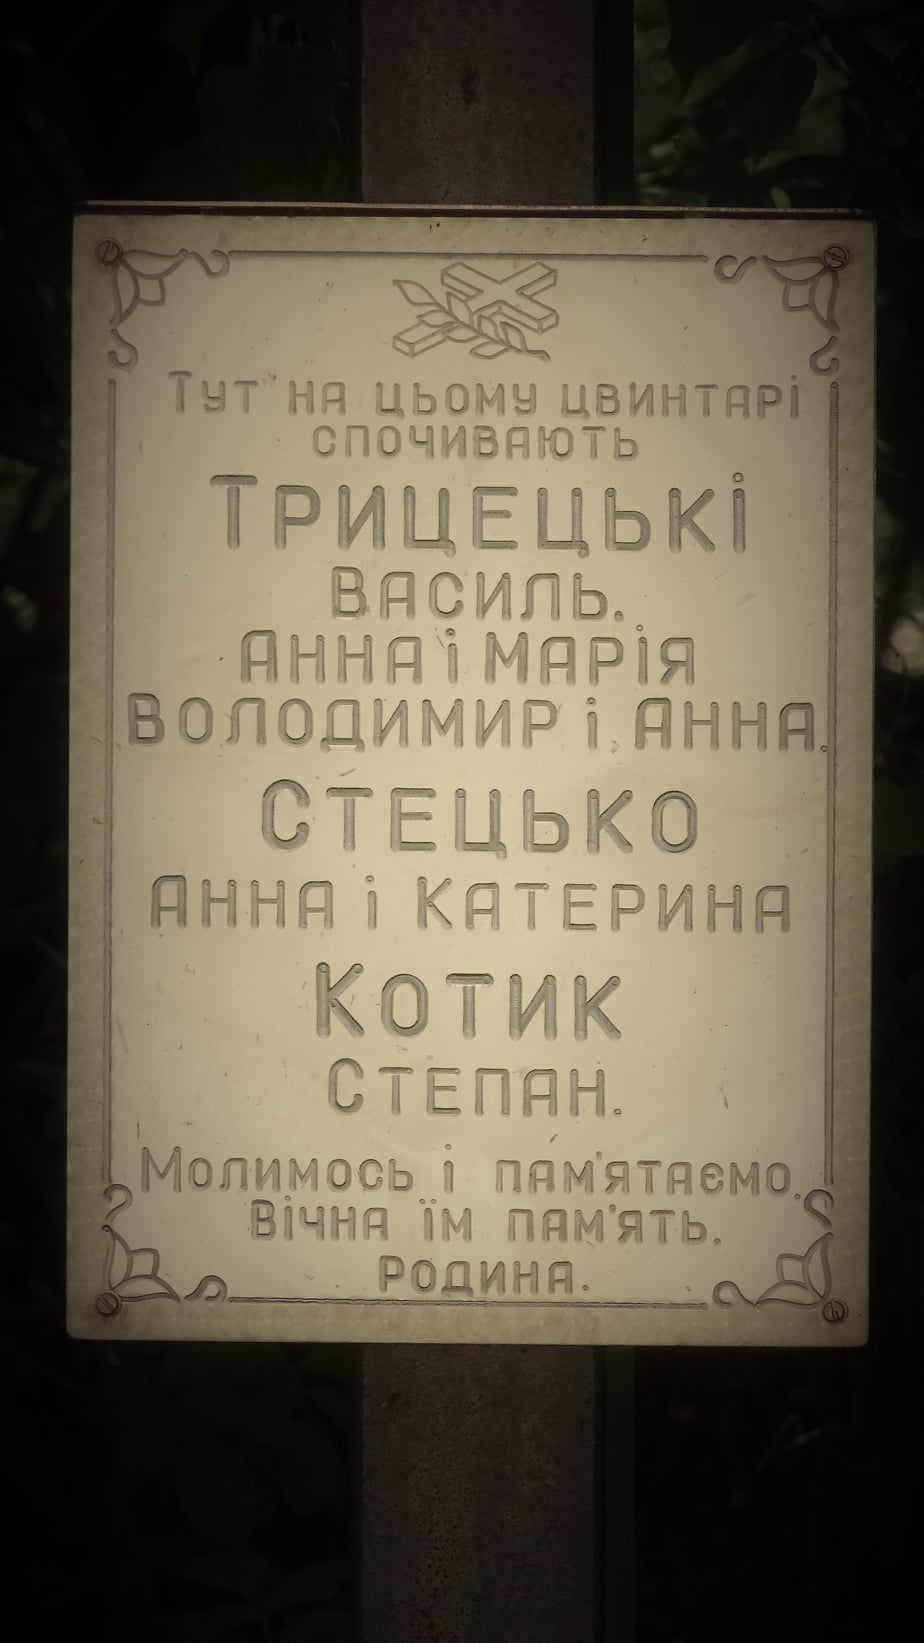 Тут на цьому цвинтарі
спочивають
Трицецькі
Василь.
Анна і Марія
Володимир і Анна.
Стецько
Анна і Катерина
Котик
Степан.
Молимось і пам'ятаємо.
Вічна їм пам'ять.
Родина.